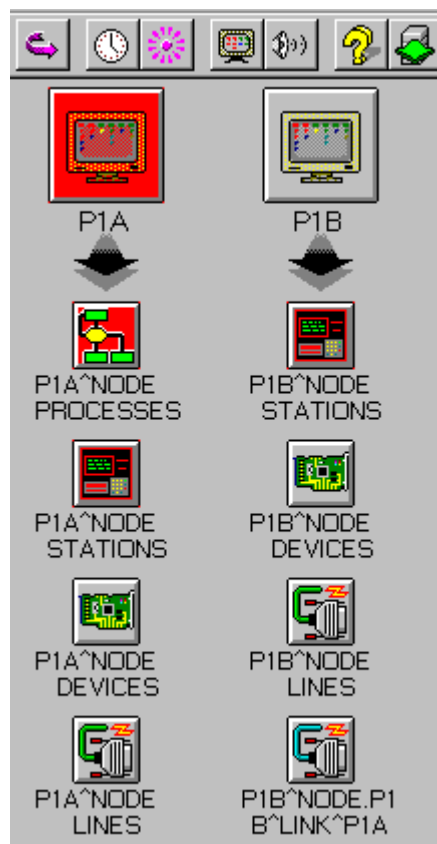 P1A
P1B
P1A^NODE
PROCESSES
P1B^NODE
STATIONS
P1A^NODE
STATIONS
P1B^NODE
DEVICES
P1A^NODE
DEVICES
P1B^NODE
LINES
P1A^NODE
LINES
P1B^NODE.P1
B^LINK^P1A